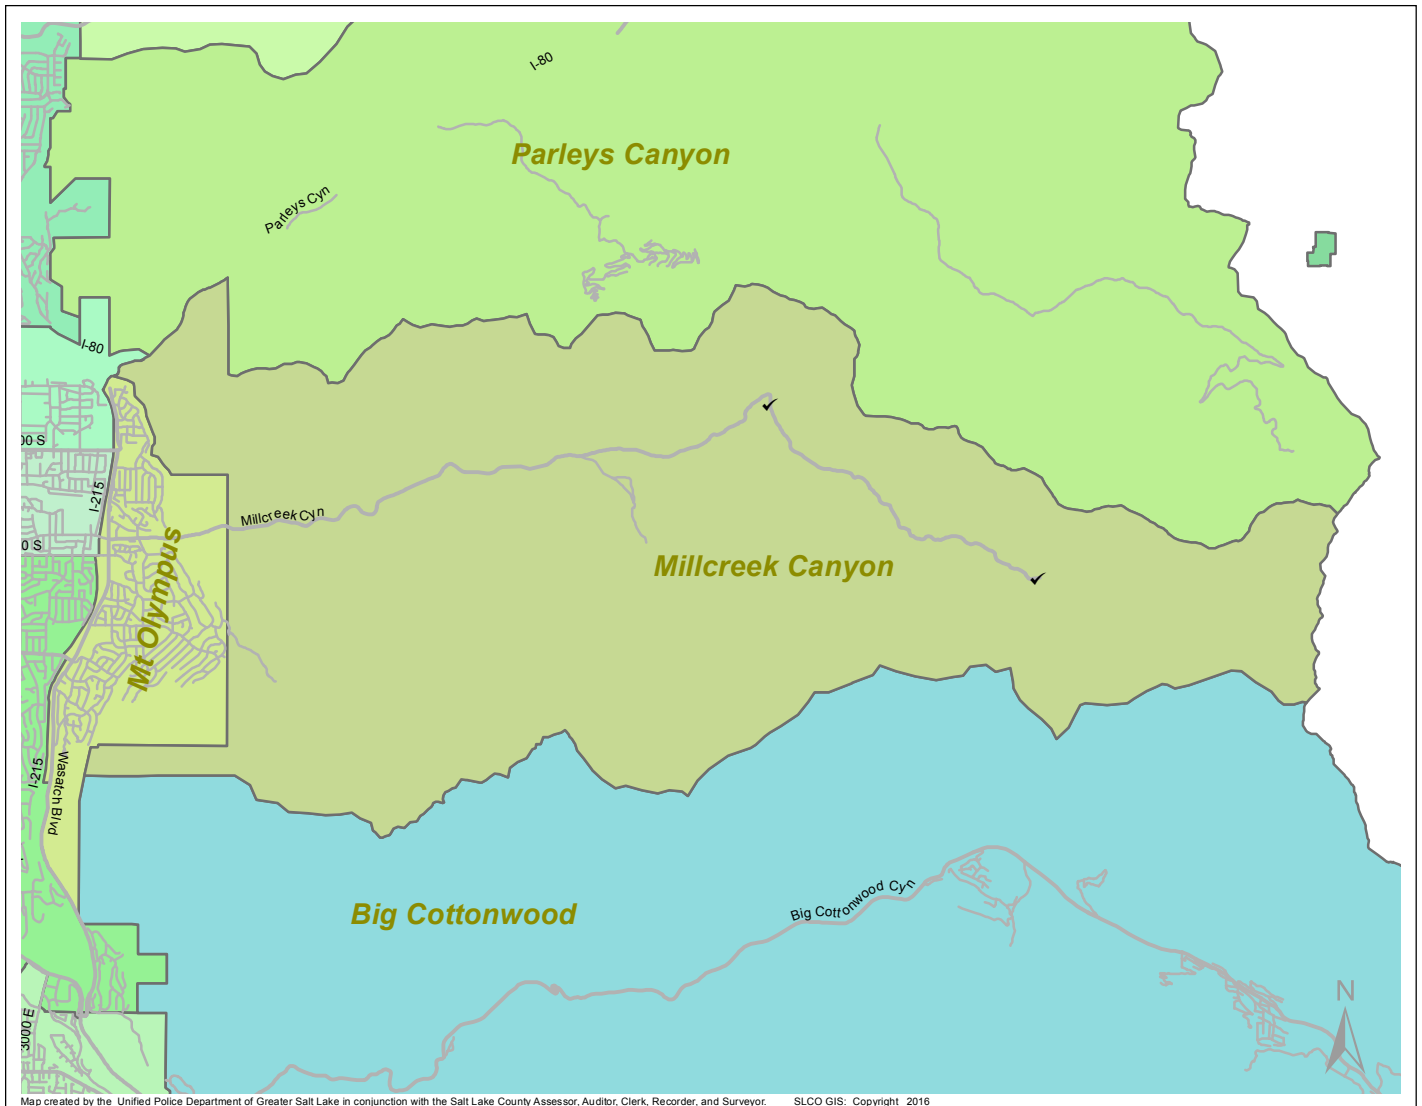 I-80
Parleys Canyon
Parleys Cyn
I-80
00 S
I-215
Millcreek Cyn
0 S
Mt Olympus
Millcreek Canyon
I-215
Wasatch Blvd
Big Cottonwood Cyn
Big Cottonwood
N
3000 E
Map created by the Unified Police Department of Greater Salt Lake in conjunction with the Salt Lake County Assessor, Auditor, Clerk, Recorder, and Surveyor. SLCO GIS: Copyright 2016